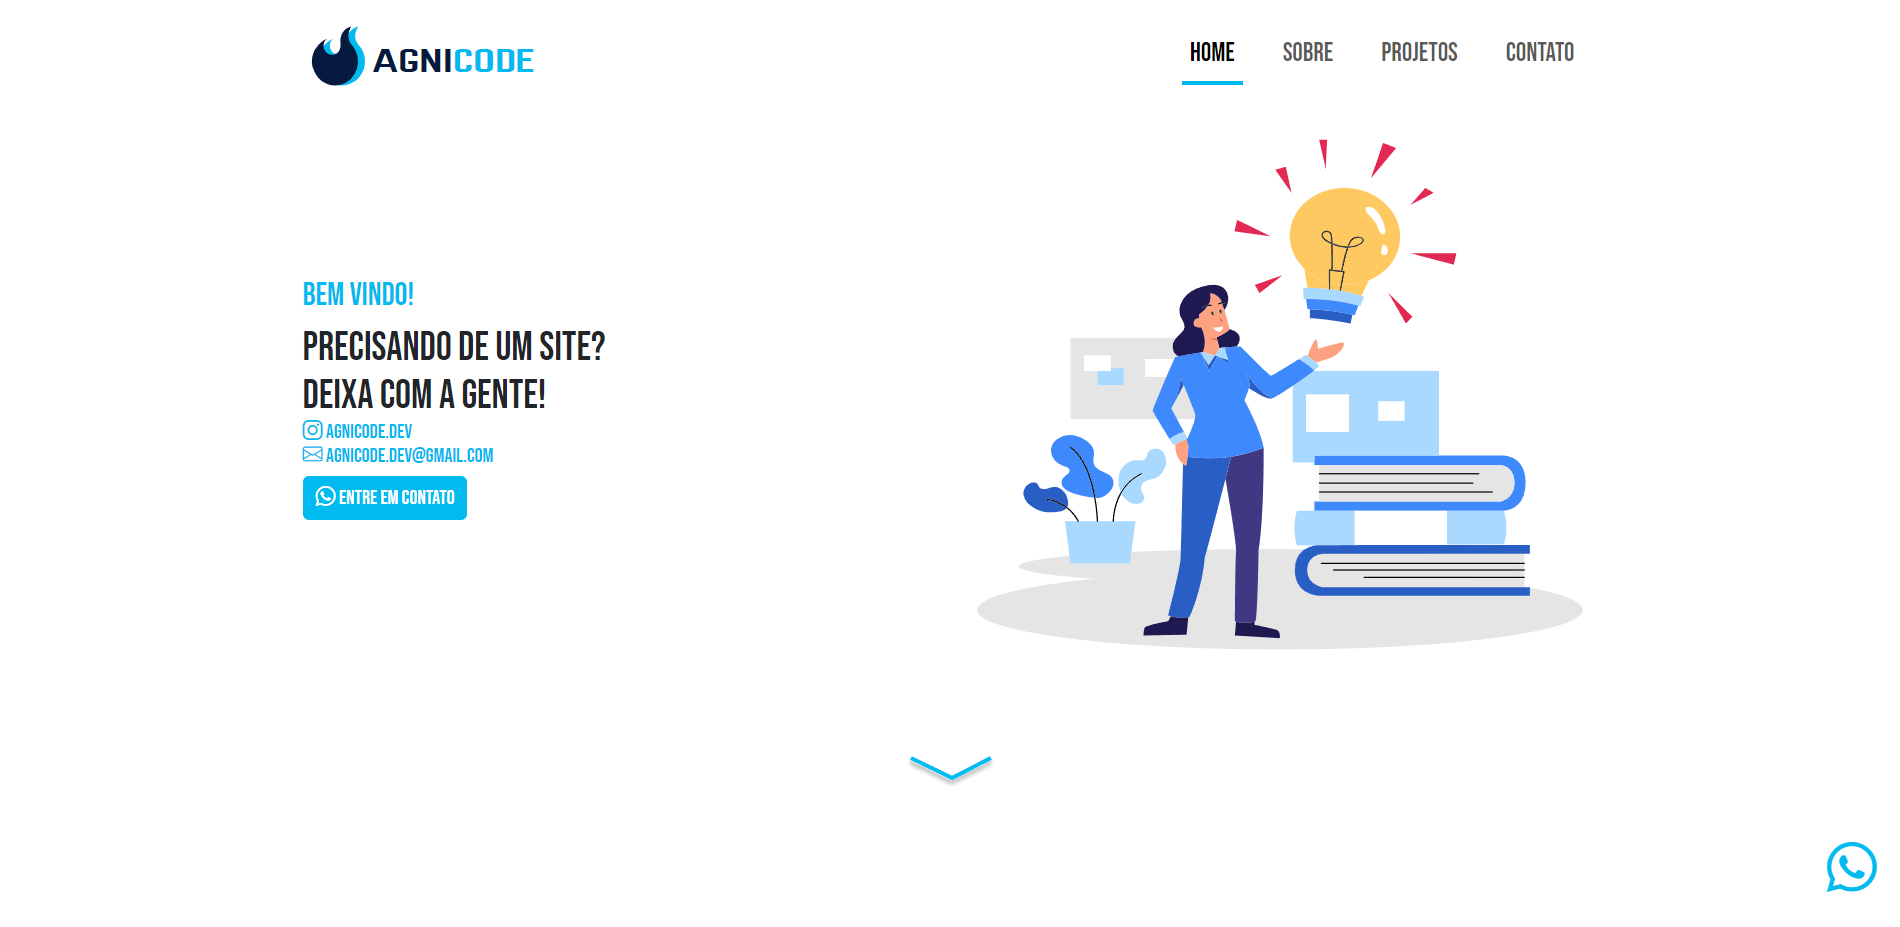 AGNICODE
HOME SOBRE PROJETOS CONTATO
BEM VINDO!
PRECISANDO DE UM SITE?
DEIXA COM A GENTE!
AGNICODE.DEV
AGNICODE.DEV@GMAIL.COM
ENTRE EM CONTATO